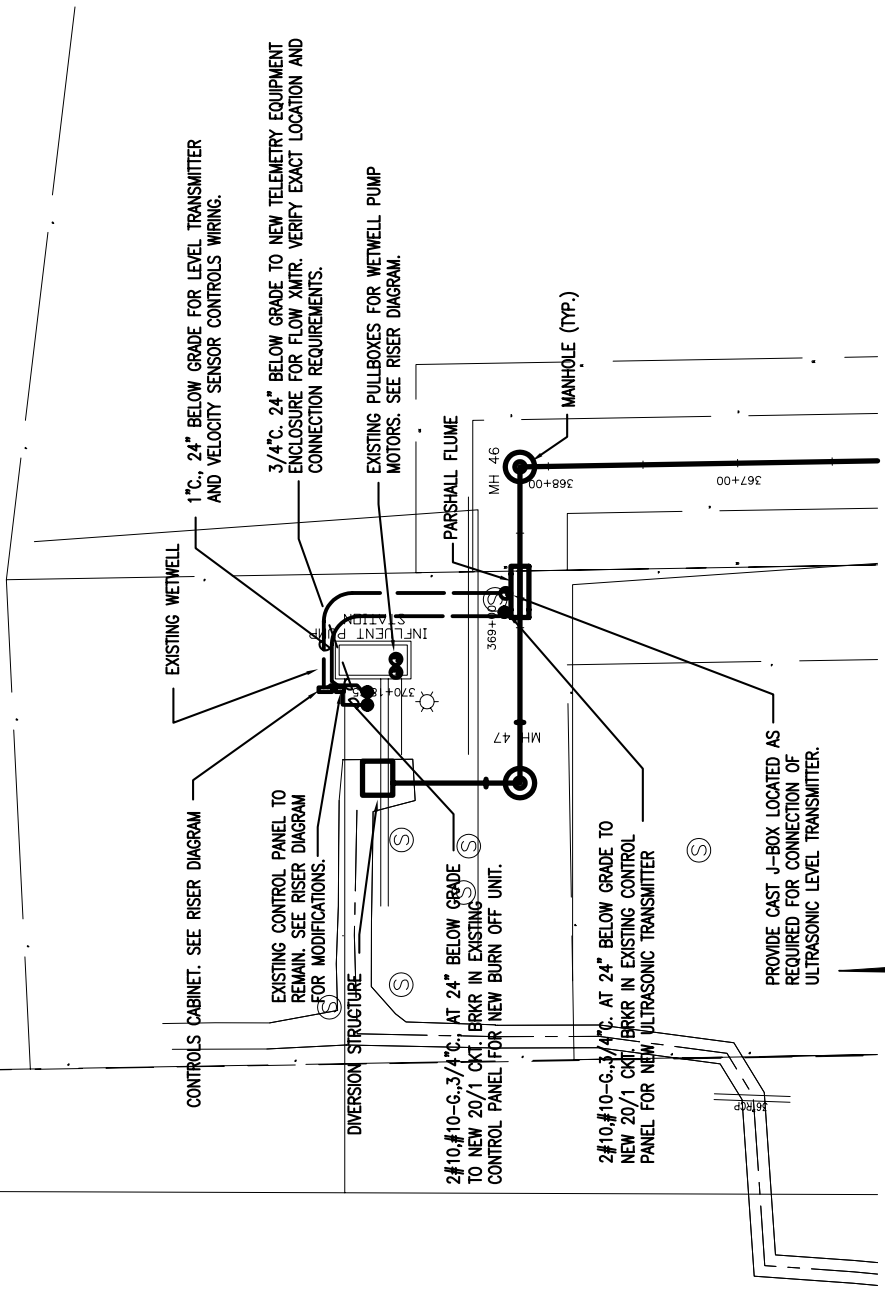 EXISTING WETWELL
1"C., 24" BELOW GRADE FOR LEVEL TRANSMITTER
AND VELOCITY SENSOR CONTROLS WIRING.
3/4"C. 24" BELOW GRADE TO NEW TELEMETRY EQUIPMENT
ENCLOSURE FOR FLOW XMTR. VERIFY EXACT LOCATION AND
CONNECTION REQUIREMENTS.
EXISTING PULLBOXES FOR WETWELL PUMP
MOTORS. SEE RISER DIAGRAM.
PARSHALL FLUME
MH 46
MANHOLE (TYP.)
368+00
367+00
369+00
INFLUENT PUMP
STATION
370+18.35
MH 47
CONTROLS CABINET. SEE RISER DIAGRAM
EXISTING CONTROL PANEL TO
REMAIN. SEE RISER DIAGRAM
FOR MODIFICATIONS.
DIVERSION STRUCTURE
2#10,#10-G.,3/4"C., AT 24" BELOW GRADE
TO NEW 20/1 CKT. BRKR IN EXISTING
CONTROL PANEL FOR NEW BURN OFF UNIT.
2#10,#10-G.,3/4"C. AT 24" BELOW GRADE TO
NEW 20/1 CKT. BRKR IN EXISTING CONTROL
PANEL FOR NEW ULTRASONIC TRANSMITTER
PROVIDE CAST J-BOX LOCATED AS
REQUIRED FOR CONNECTION OF
ULTRASONIC LEVEL TRANSMITTER.
36"RCP
S
S
S
S
S
S
S